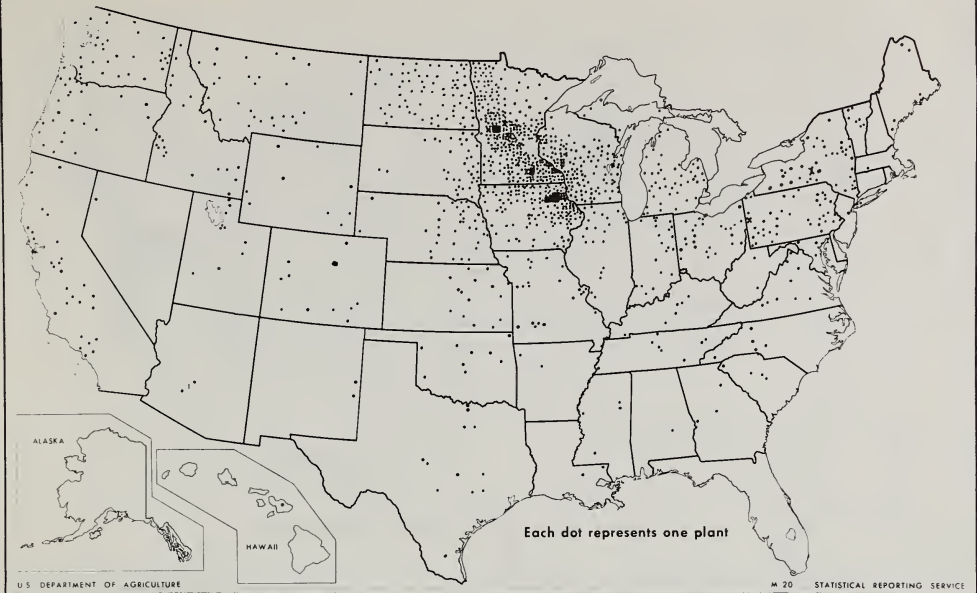 ALASKA
HAWAII
Each dot represents one plant
U S DEPARTMENT OF AGRICULTURE
M 20 STATISTICAL REPORTING SERVICE